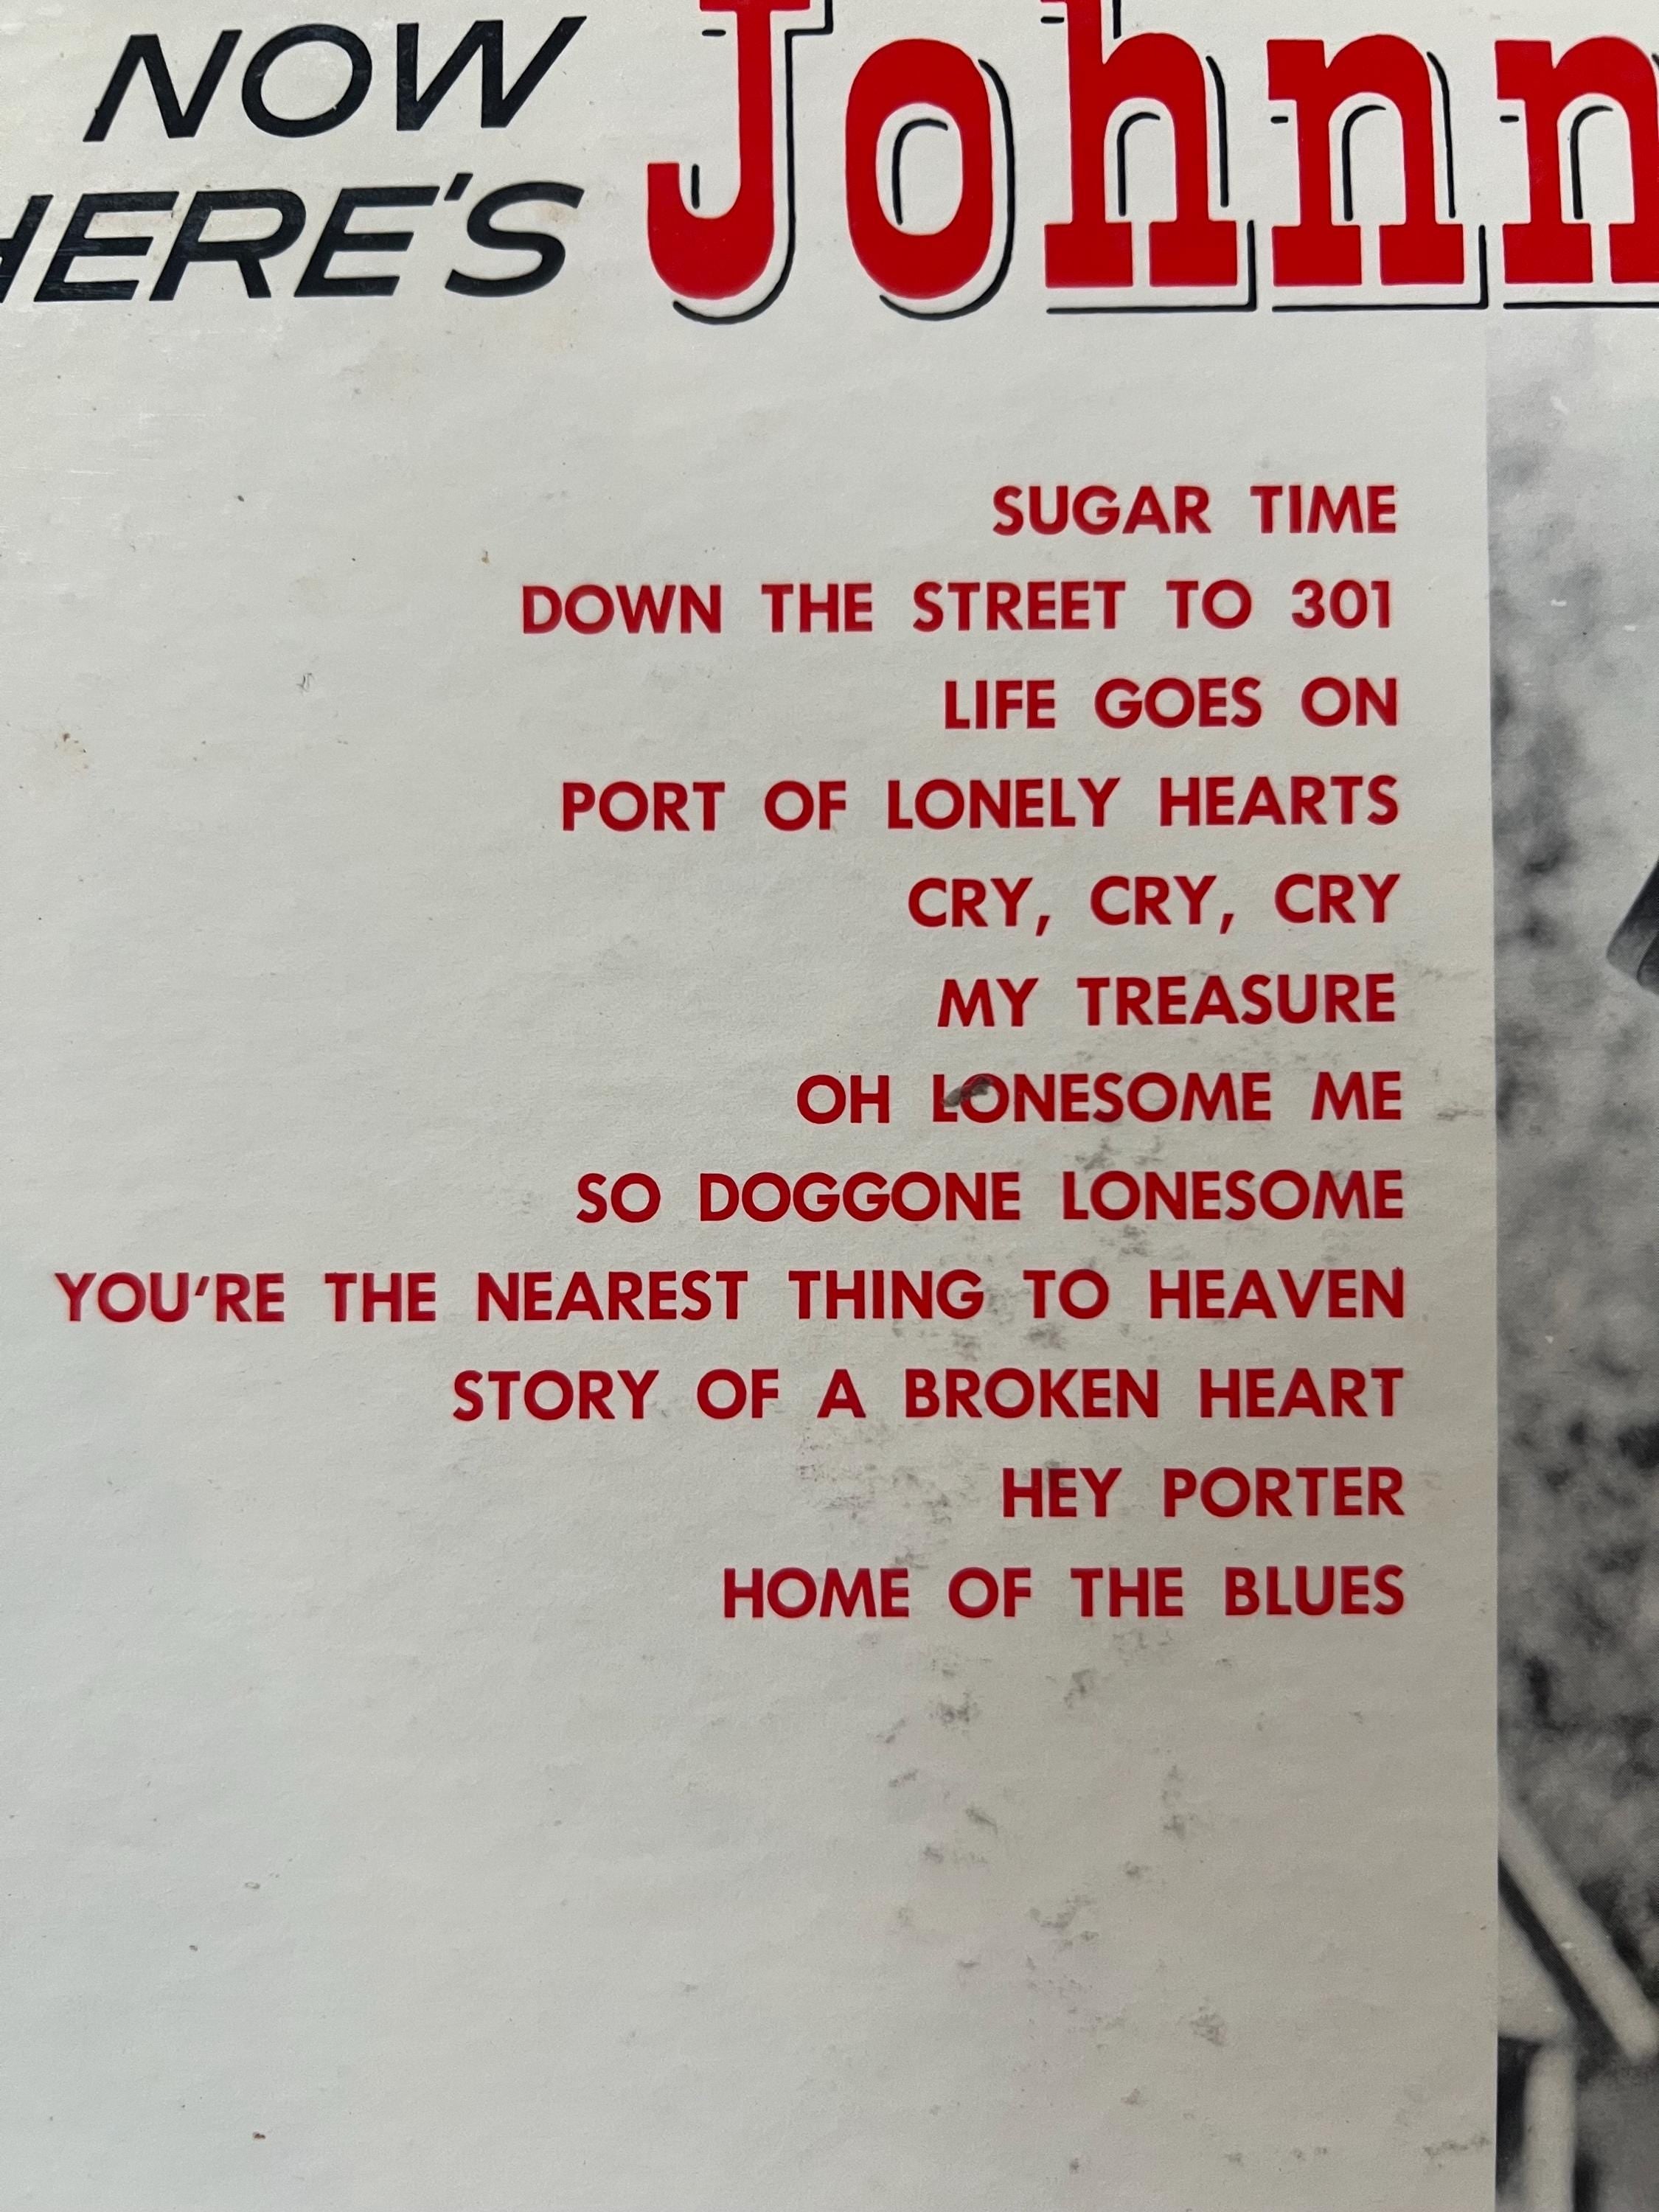 NOW
HERE'S Johnn
SUGAR TIME
DOWN THE STREET TO 301
LIFE GOES ON
PORT OF LONELY HEARTS
CRY, CRY, CRY
MY TREASURE
OH LONESOME ME
SO DOGGONE LONESOME
YOU'RE THE NEAREST THING TO HEAVEN
STORY OF A BROKEN HEART
HEY PORTER
HOME OF THE BLUES